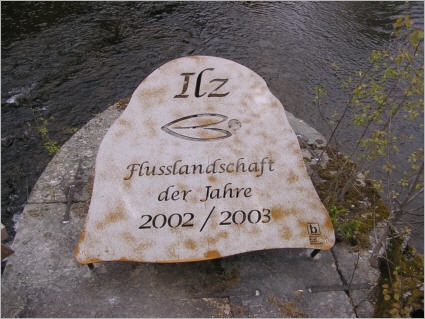 Ilz
Flusslandschaft
der Jahre
2002 / 2003
b